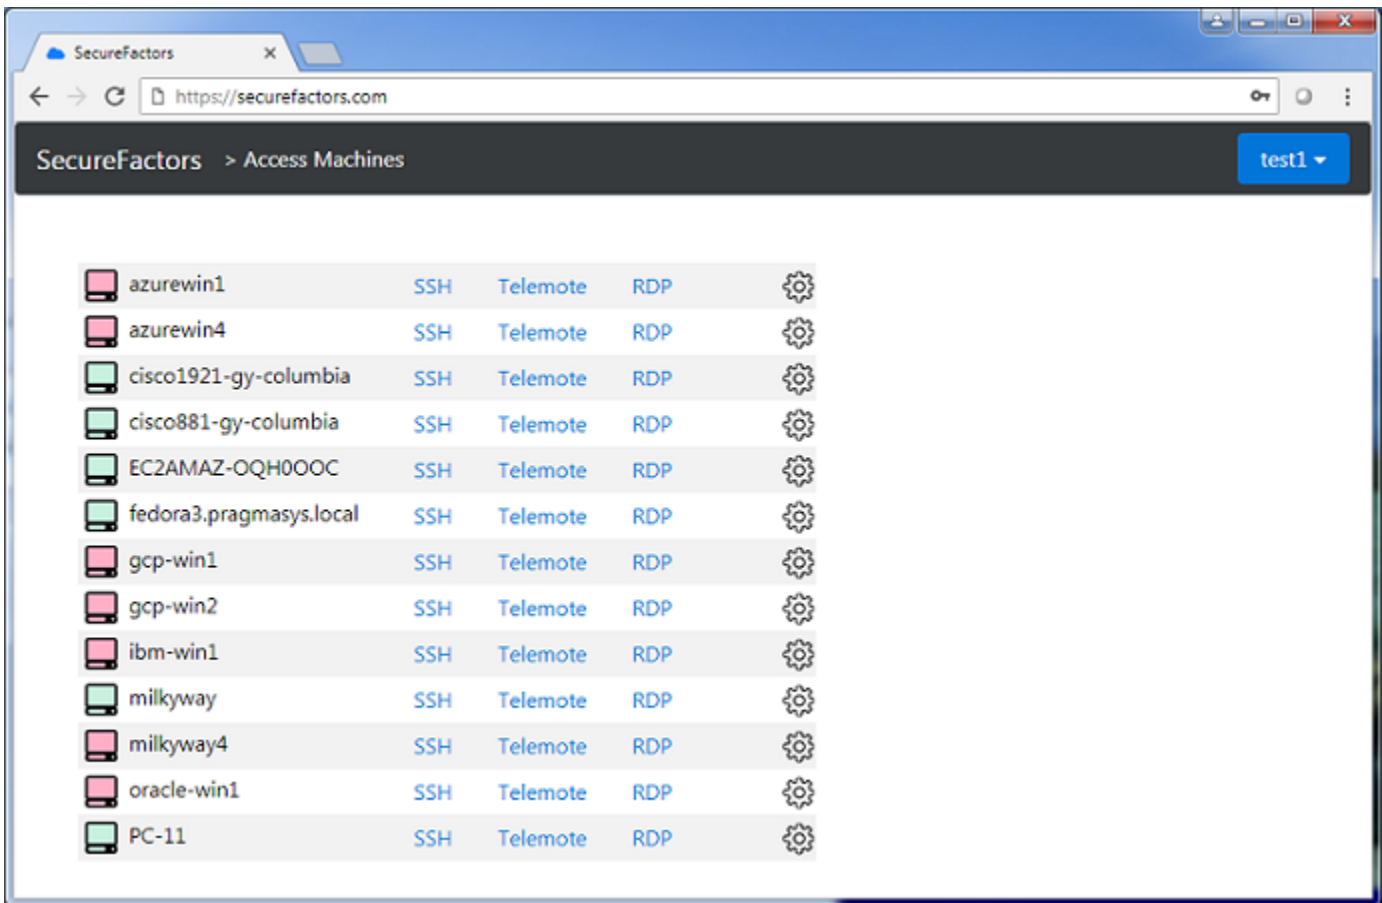 SecureFactors
https://securefactors.com
SecureFactors > Access Machines test1
azurewin1 SSH Telemote RDP
azurewin4 SSH Telemote RDP
cisco1921-gy-columbia SSH Telemote RDP
cisco881-gy-columbia SSH Telemote RDP
EC2AMAZ-OQH0OOC SSH Telemote RDP
fedora3.pragmasys.local SSH Telemote RDP
gcp-win1 SSH Telemote RDP
gcp-win2 SSH Telemote RDP
ibm-win1 SSH Telemote RDP
milkyway SSH Telemote RDP
milkyway4 SSH Telemote RDP
oracle-win1 SSH Telemote RDP
PC-11 SSH Telemote RDP